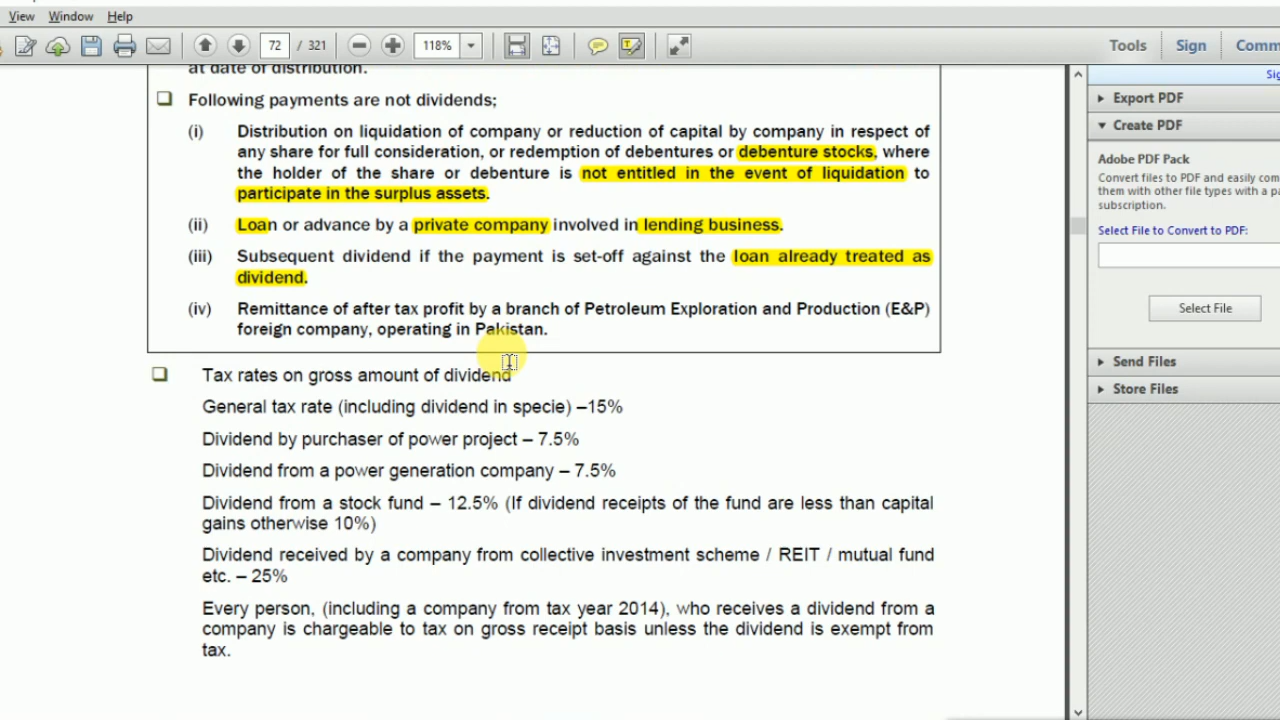 View Window Help
72 / 321 118% Tools Sign Comm
at date of distribution.
Following payments are not dividends;
(i) Distribution on liquidation of company or reduction of capital by company in respect of
any share for full consideration, or redemption of debentures or debenture stocks, where
the holder of the share or debenture is not entitled in the event of liquidation to
participate in the surplus assets.
(ii) Loan or advance by a private company involved in lending business.
(iii) Subsequent dividend if the payment is set-off against the loan already treated as
dividend.
(iv) Remittance of after tax profit by a branch of Petroleum Exploration and Production (E&P)
foreign company, operating in Pakistan.
Tax rates on gross amount of dividend
General tax rate (including dividend in specie) –15%
Dividend by purchaser of power project – 7.5%
Dividend from a power generation company – 7.5%
Dividend from a stock fund – 12.5% (If dividend receipts of the fund are less than capital
gains otherwise 10%)
Dividend received by a company from collective investment scheme / REIT / mutual fund
etc. – 25%
Every person, (including a company from tax year 2014), who receives a dividend from a
company is chargeable to tax on gross receipt basis unless the dividend is exempt from
tax.
Sig
Export PDF
Create PDF
Adobe PDF Pack
Convert files to PDF and easily com
them with other file types with a pa
subscription.
Select File to Convert to PDF:
Select File
Send Files
Store Files